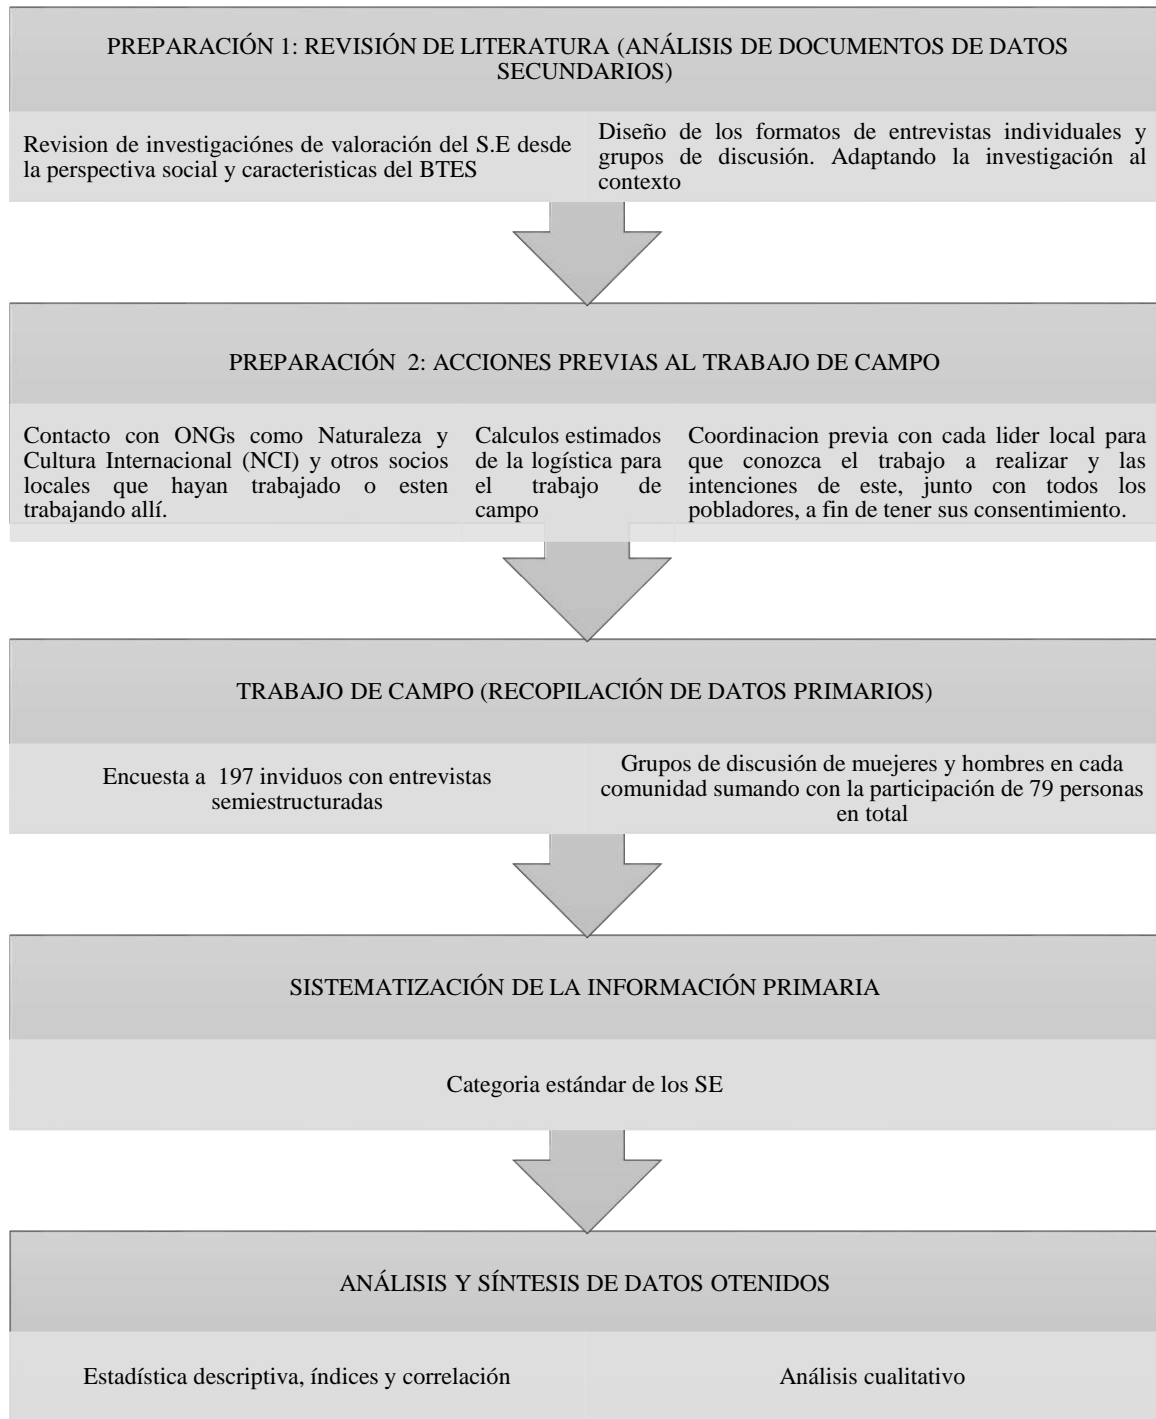 PREPARACIÓN 1: REVISIÓN DE LITERATURA (ANÁLISIS DE DOCUMENTOS DE DATOS
SECUNDARIOS)
Revision de investigaciónes de valoración del S.E desde
la perspectiva social y caracteristicas del BTES
Diseño de los formatos de entrevistas individuales y
grupos de discusión. Adaptando la investigación al
contexto
PREPARACIÓN 2: ACCIONES PREVIAS AL TRABAJO DE CAMPO
Contacto con ONGs como Naturaleza y
Cultura Internacional (NCI) y otros socios
locales que hayan trabajado o esten
trabajando allí.
Calculos estimados
de la logística para
el trabajo de
campo
Coordinacion previa con cada lider local para
que conozca el trabajo a realizar y las
intenciones de este, junto con todos los
pobladores, a fin de tener sus consentimiento.
TRABAJO DE CAMPO (RECOPILACIÓN DE DATOS PRIMARIOS)
Encuesta a 197 inviduos con entrevistas
semiestructuradas
Grupos de discusión de muejeres y hombres en cada
comunidad sumando con la participación de 79 personas
en total
SISTEMATIZACIÓN DE LA INFORMACIÓN PRIMARIA
Categoria estándar de los SE
ANÁLISIS Y SÍNTESIS DE DATOS OTENIDOS
Estadística descriptiva, índices y correlación
Análisis cualitativo